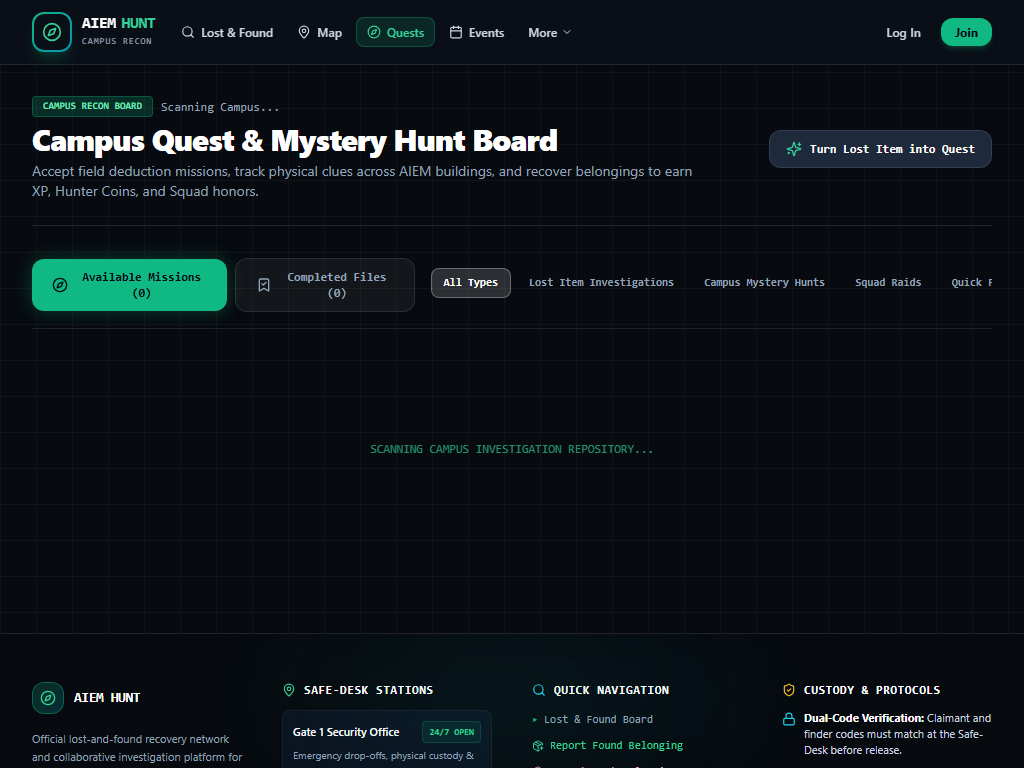 AIEM HUNT
CAMPUS RECON
Lost & Found
Map
Quests
Events
More
Log In
Join
CAMPUS RECON BOARD
Scanning Campus...
Campus Quest & Mystery Hunt Board
Accept field deduction missions, track physical clues across AIEM buildings, and recover belongings to earn
XP, Hunter Coins, and Squad honors.
Turn Lost Item into Quest
Available Missions
(0)
Completed Files
(0)
All Types
Lost Item Investigations
Campus Mystery Hunts
Squad Raids
Quick
SCANNING CAMPUS INVESTIGATION REPOSITORY...
AIEM HUNT
Official lost-and-found recovery network
and collaborative investigation platform for
SAFE-DESK STATIONS
Gate 1 Security Office
24/7 OPEN
Emergency drop-offs, physical custody &
QUICK NAVIGATION
Lost & Found Board
Report Found Belonging
CUSTODY & PROTOCOLS
Dual-Code Verification: Claimant and
finder codes must match at the Safe-
Desk before release.